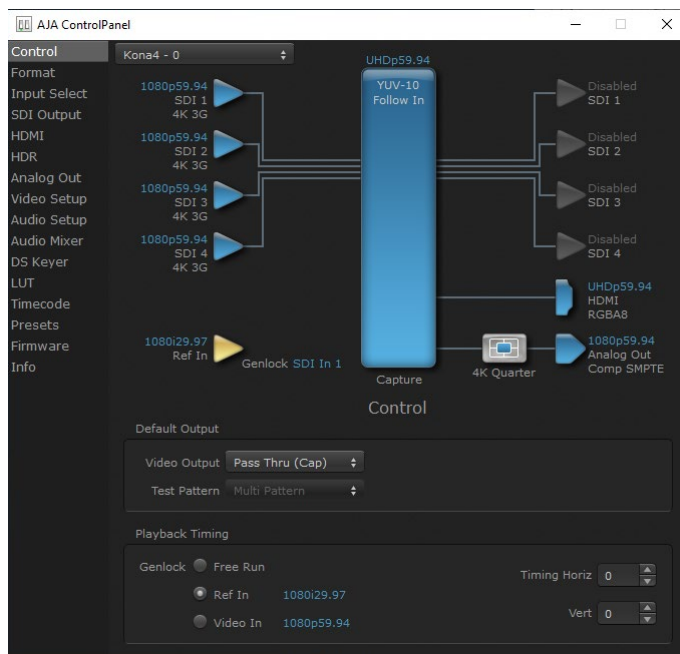 AJA ControlPanel
Control
Format
Input Select
SDI Output
HDMI
HDR
Analog Out
Video Setup
Audio Setup
Audio Mixer
DS Keyer
LUT
Timecode
Presets
Firmware
Info
Kona4 - 0
UHDp59.94
YUV-10
Follow In
1080p59.94
SDI 1
4K 3G
1080p59.94
SDI 2
4K 3G
1080p59.94
SDI 3
4K 3G
1080p59.94
SDI 4
4K 3G
1080i29.97
Ref In
Genlock SDI In 1
Capture
Disabled
SDI 1
Disabled
SDI 2
Disabled
SDI 3
Disabled
SDI 4
UHDp59.94
HDMI
RGBA8
4K Quarter
1080p59.94
Analog Out
Comp SMPTE
Control
Default Output
Video Output Pass Thru (Cap)
Test Pattern Multi Pattern
Playback Timing
Genlock Free Run
Ref In 1080i29.97
Video In 1080p59.94
Timing Horiz 0
Vert 0